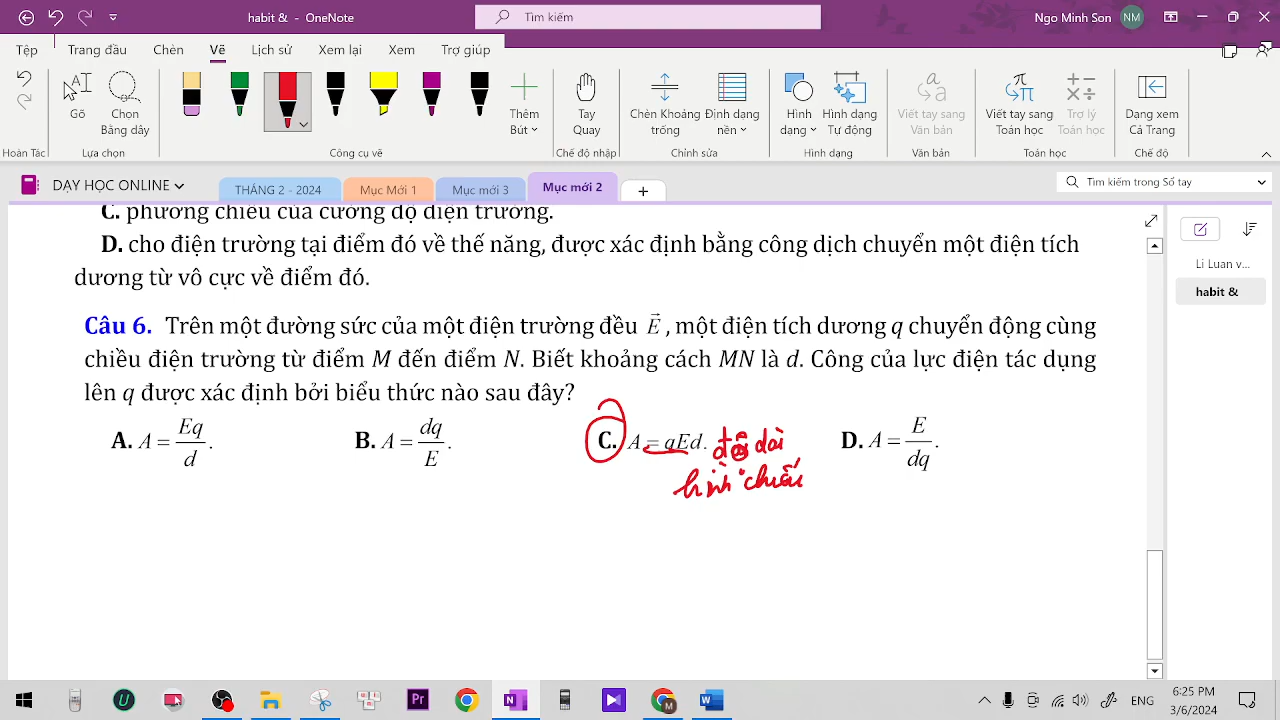 habit & - OneNote
Tìm kiếm
Ngo Minh Son
NM
Tệp
Trang đầu
Chèn
Vẽ
Lịch sử
Xem lại
Xem
Trợ giúp
Gõ
Chọn
Bằng dây
Thêm
Bút
Tay
Quay
Chèn Khoảng
trống
Định dạng
nền
Hình
dạng
Hình dạng
Tự động
Viết tay sang
Văn bản
Viết tay sang
Toán học
Trợ lý
Toán học
Dạng xem
Cả Trang
Hoàn Tác
Lựa chọn
Công cụ vẽ
Chế độ nhập
Chỉnh sửa
Hình dạng
Văn bản
Toán học
Chế độ
DẠY HỌC ONLINE
THÁNG 2 - 2024
Mục Mới 1
Mục mới 3
Mục mới 2
+
Tìm kiếm trong Sổ tay
Li Luan v...
habit &
C. phương chiều của cường độ điện trường.
D. cho điện trường tại điểm đó về thế năng, được xác định bằng công dịch chuyển một điện tích
dương từ vô cực về điểm đó.
Câu 6. Trên một đường sức của một điện trường đều E⃗, một điện tích dương q chuyển động cùng
chiều điện trường từ điểm M đến điểm N. Biết khoảng cách MN là d. Công của lực điện tác dụng
lên q được xác định bởi biểu thức nào sau đây?
A. A = Eq/d.
B. A = dq/E.
C. A = qEd.
D. A = E/dq.
độ dài
hình chiếu
Pr
M
N
W
ENG
6:25 PM
3/6/2024